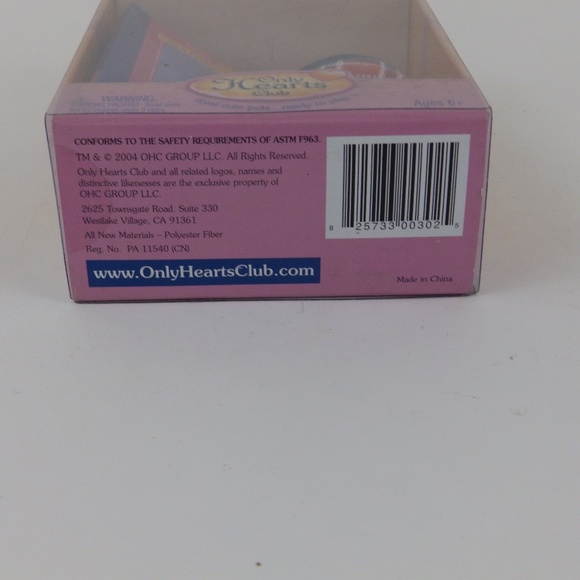 WARNING:
Only
Hearts
Club
Ages 5+
CONFORMS TO THE SAFETY REQUIREMENTS OF ASTM F963.
TM & © 2004 OHC GROUP LLC. All Rights Reserved.
Only Hearts Club and all related logos, names and
distinctive likenesses are the exclusive property of
OHC GROUP LLC.
2625 Townsgate Road. Suite 330
Westlake Village, CA 91361
All New Materials – Polyester Fiber
Reg. No. PA 11540 (CN)
www.OnlyHeartsClub.com
8 25733 00302 5
Made in China